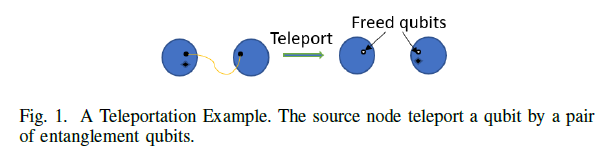 Freed qubits
Teleport
Fig. 1. A Teleportation Example. The source node teleport a qubit by a pair
of entanglement qubits.